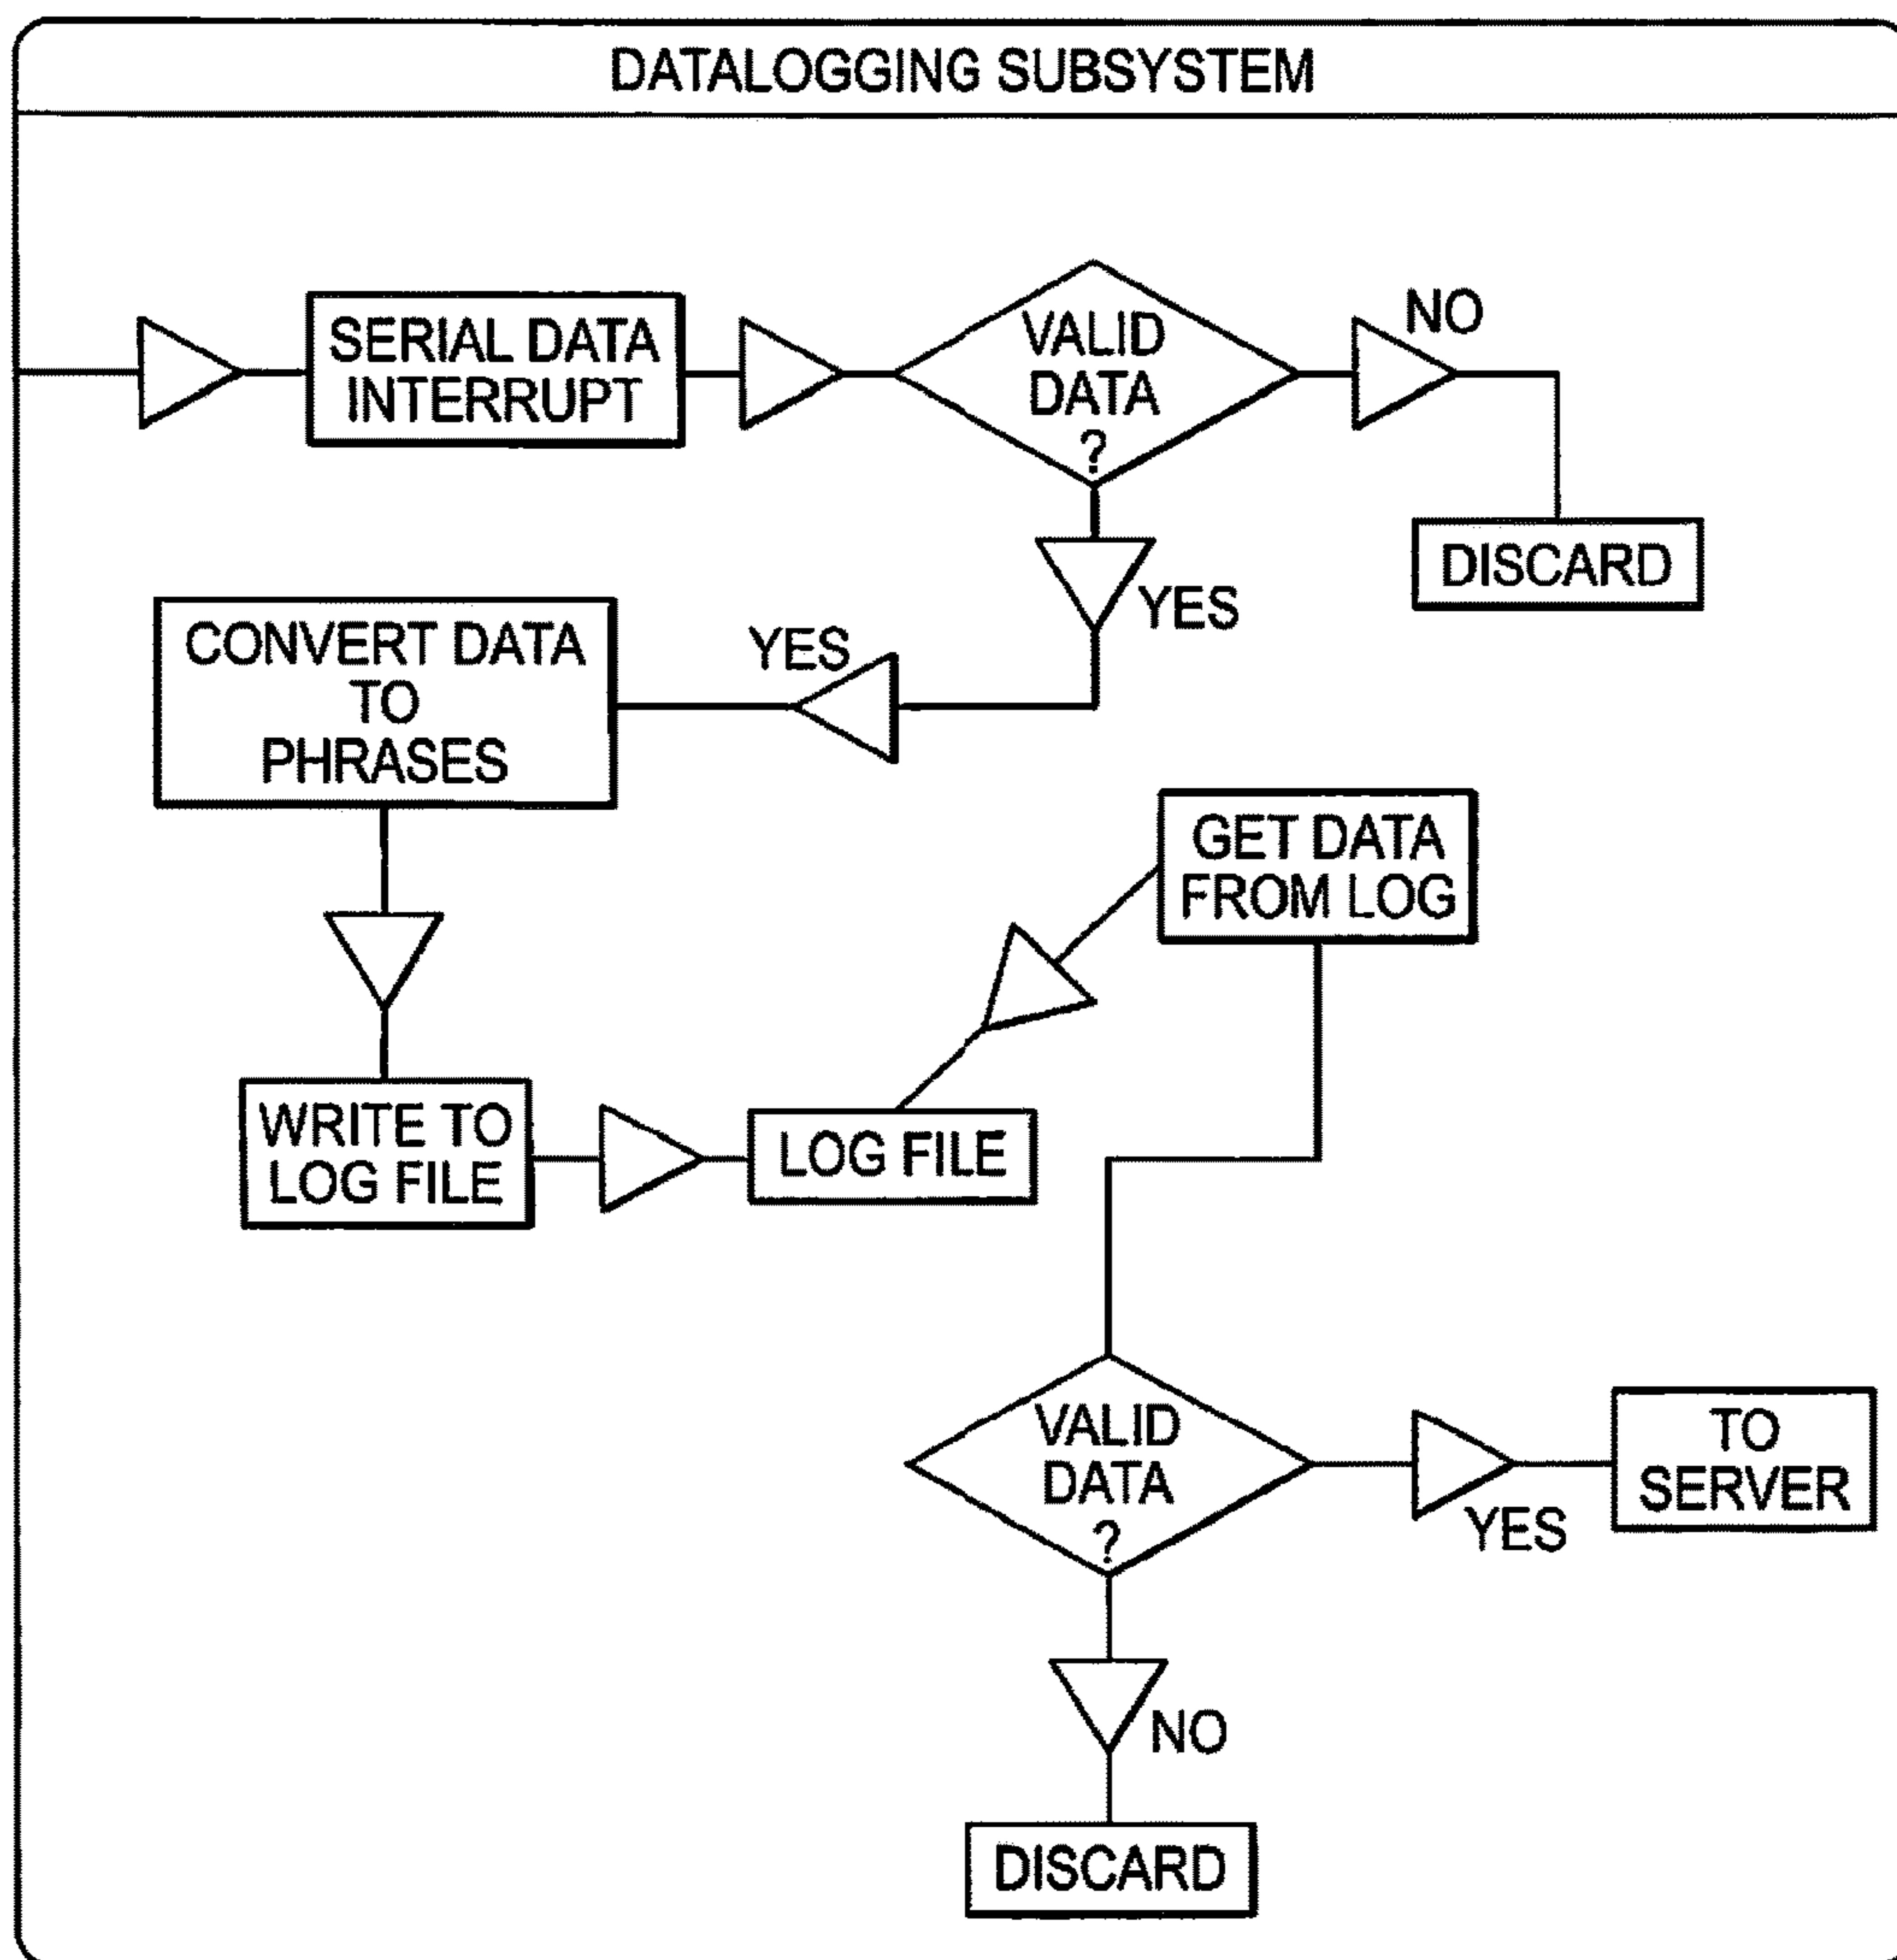 DATALOGGING SUBSYSTEM
SERIAL DATA
INTERRUPT
VALID
DATA
?
NO
DISCARD
YES
YES
CONVERT DATA
TO
PHRASES
GET DATA
FROM LOG
WRITE TO
LOG FILE
LOG FILE
VALID
DATA
?
YES
TO
SERVER
NO
DISCARD